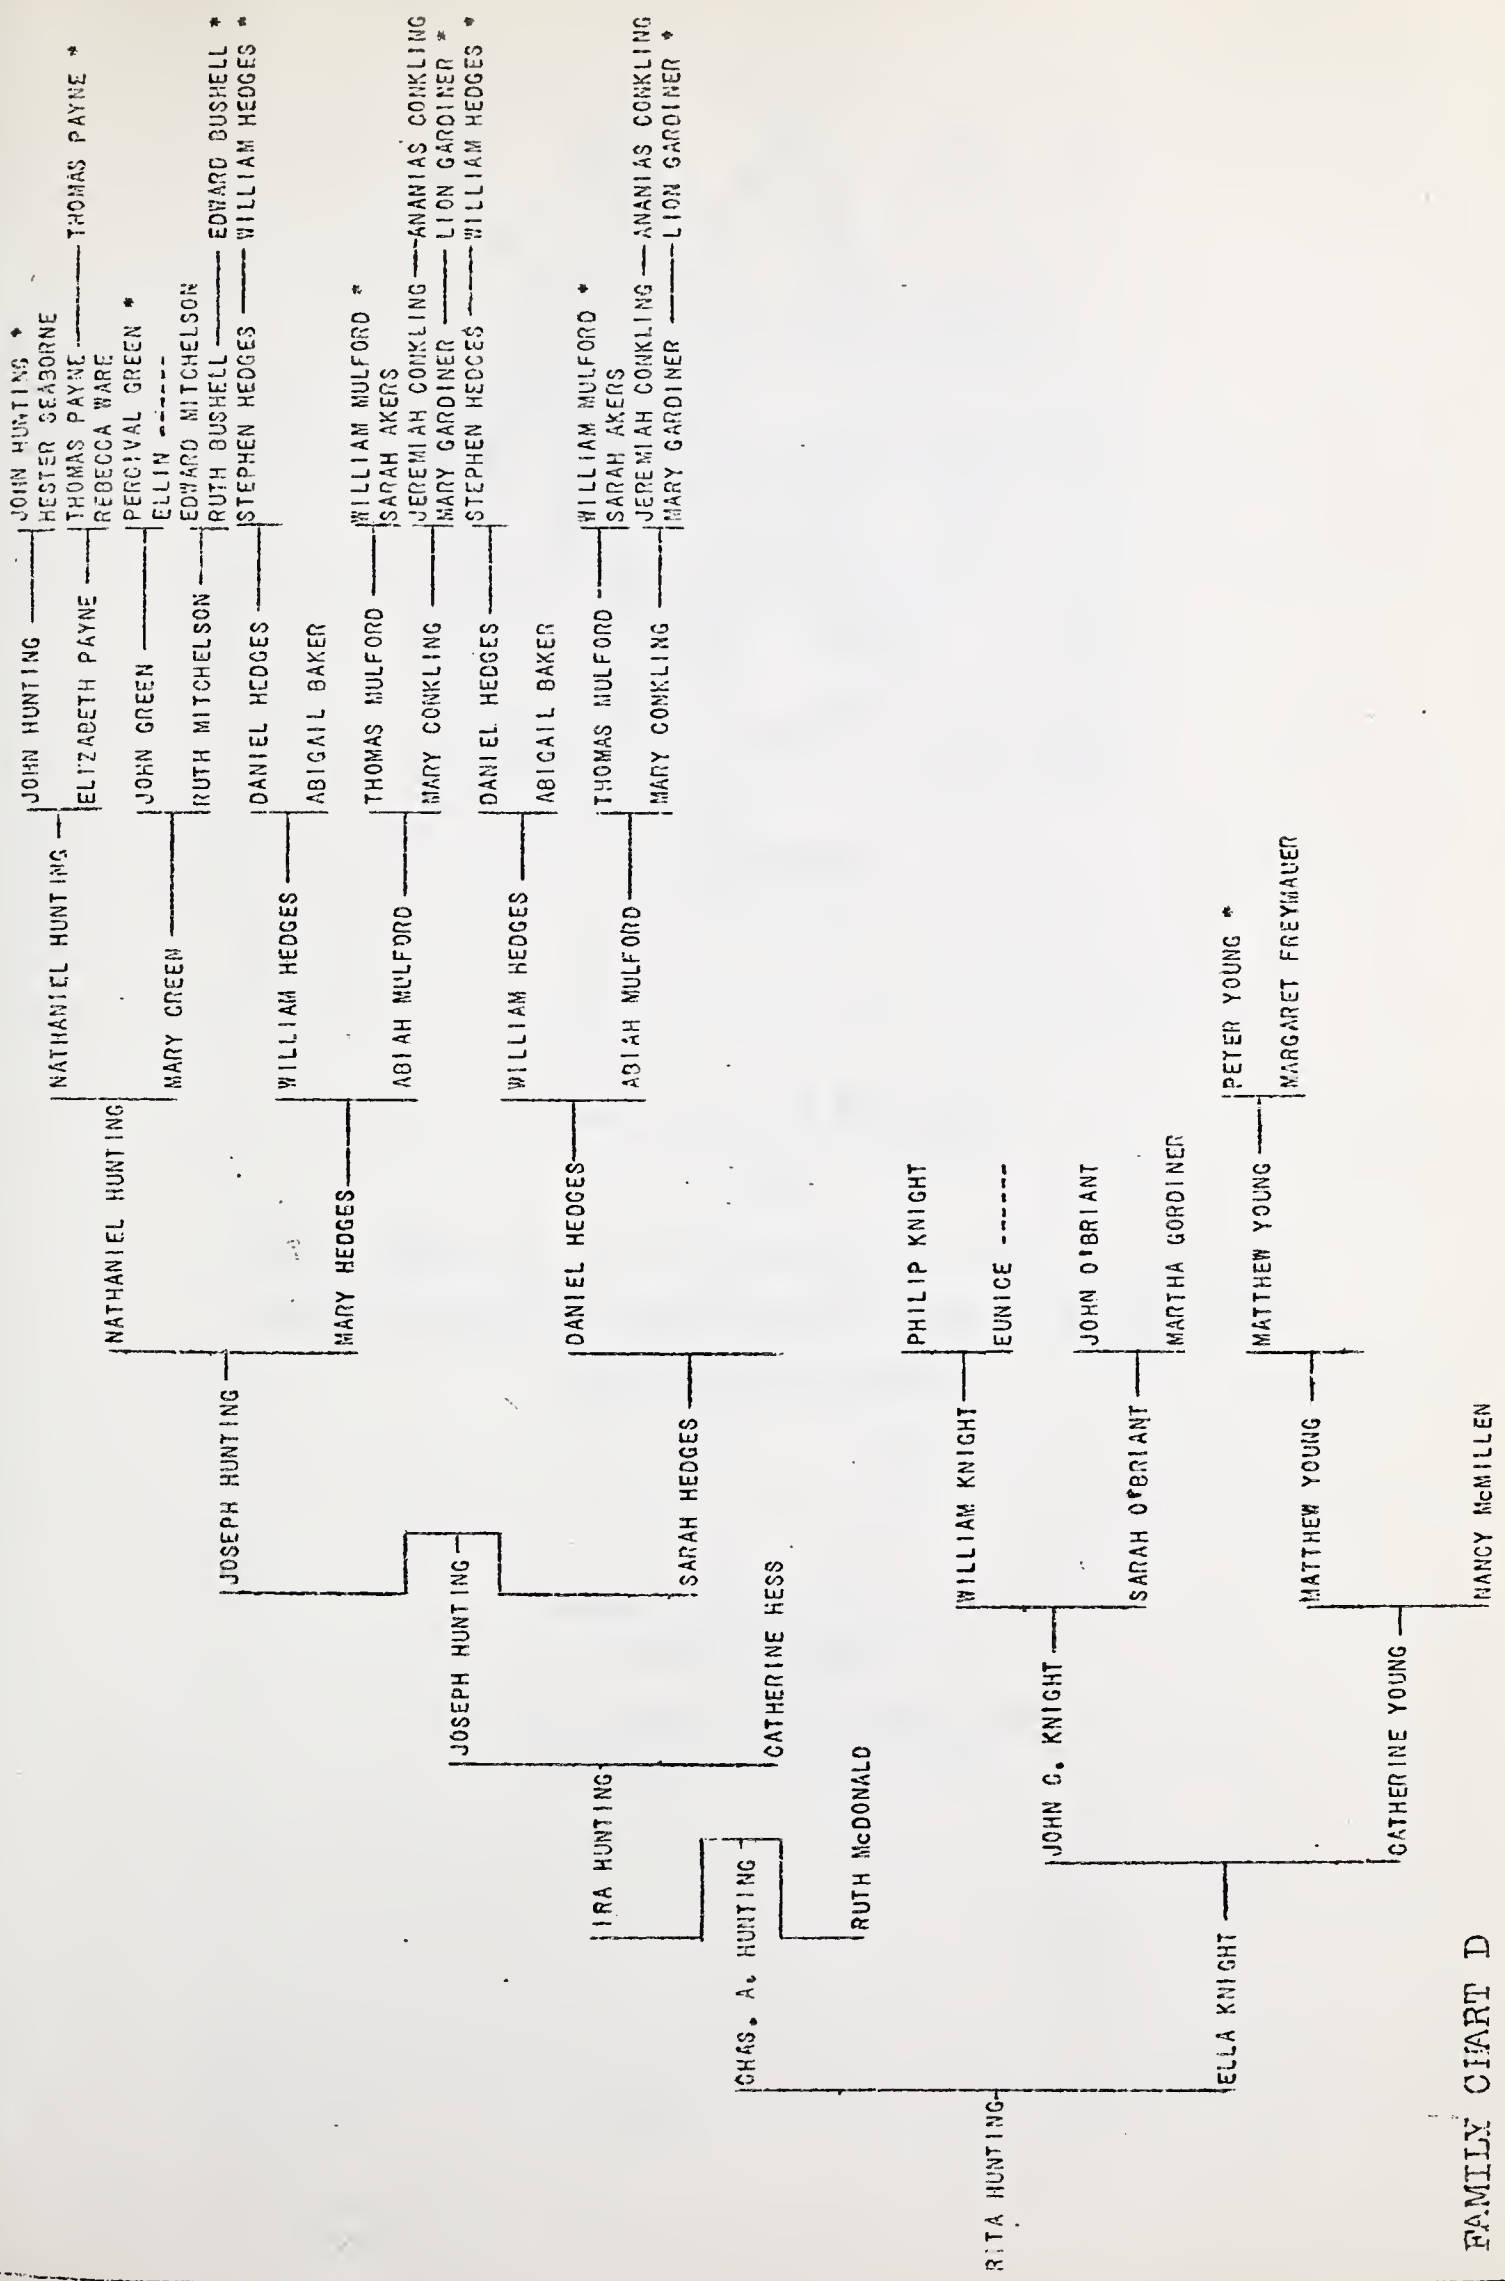 JOHN HUNTING *
JOHN HUNTING
HESTER SEABORNE
NATHANIEL HUNTING
THOMAS PAYNE THOMAS PAYNE *
ELIZABETH PAYNE
REBECCA WARE
NATHANIEL HUNTING
PERCIVAL GREEN *
JOHN GREEN
ELLIN ------
MARY GREEN
EDWARD MITCHELSON
RUTH MITCHELSON
RUTH BUSHELL EDWARD BUSHELL *
JOSEPH HUNTING
STEPHEN HEDGES WILLIAM HEDGES *
DANIEL HEDGES
WILLIAM HEDGES
ABIGAIL BAKER
MARY HEDGES
WILLIAM MULFORD *
THOMAS MULFORD
SARAH AKERS
ABIAH MULFORD
JEREMIAH CONKLING ANANIAS CONKLING
MARY CONKLING
MARY GARDINER LION GARDINER *
JOSEPH HUNTING
STEPHEN HEDGES WILLIAM HEDGES *
DANIEL HEDGES
WILLIAM HEDGES
ABIGAIL BAKER
DANIEL HEDGES
WILLIAM MULFORD *
THOMAS MULFORD
SARAH AKERS
ABIAH MULFORD
JEREMIAH CONKLING ANANIAS CONKLING
MARY CONKLING
MARY GARDINER LION GARDINER *
SARAH HEDGES
IRA HUNTING
CATHERINE HESS
CHAS. A. HUNTING
RUTH McDONALD
RITA HUNTING
PHILIP KNIGHT
WILLIAM KNIGHT
EUNICE ------
JOHN C. KNIGHT
JOHN O'BRIANT
SARAH O'BRIANT
MARTHA GORDINER
ELLA KNIGHT
PETER YOUNG *
MATTHEW YOUNG
MARGARET FREYMAUER
MATTHEW YOUNG
CATHERINE YOUNG
NANCY McMILLEN
FAMILY CHART D